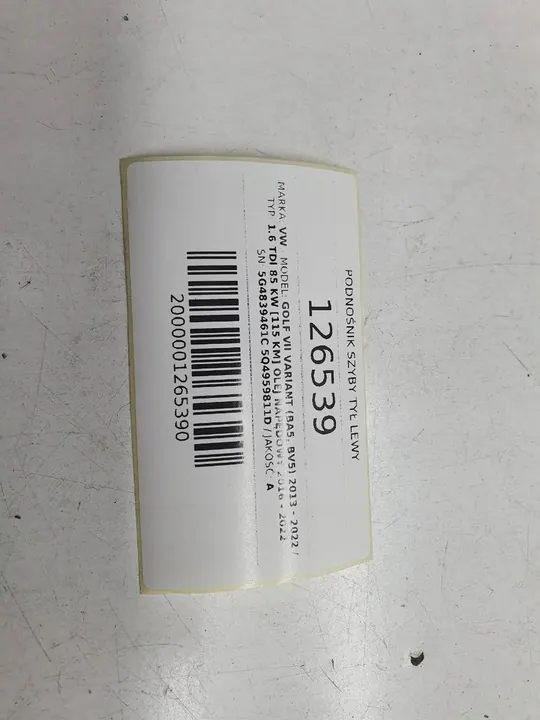 PODNOŚNIK SZYBY TYŁ LEWY
126539
MARKA: VW MODEL: GOLF VII VARIANT (BA5, BV5) 2013 - 2022 /
TYP: 1.6 TDI 85 KW [115 KM] OLEJ NAPĘDOWY 2016 - 2022
SN: 5G4839461C 5Q4959811D / JAKOŚĆ: A
2000001265390